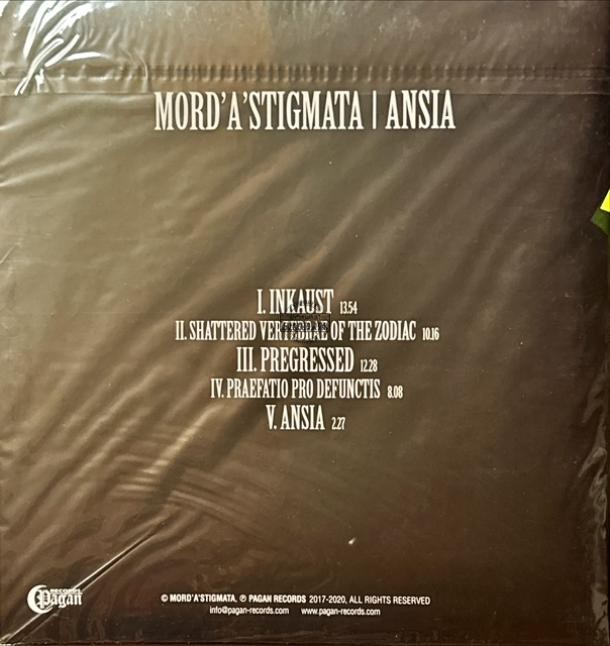 MORD'A'STIGMATA | ANSIA
I. INKAUST 13.54
II. SHATTERED VERTEBRAE OF THE ZODIAC 10.16
III. PREGRESSED 12.28
IV. PRAEFATIO PRO DEFUNCTIS 8.08
V. ANSIA 2.27
RECORDS
Pagan
© MORD'A'STIGMATA, ℗ PAGAN RECORDS 2017-2020, ALL RIGHTS RESERVED
info@pagan-records.com www.pagan-records.com